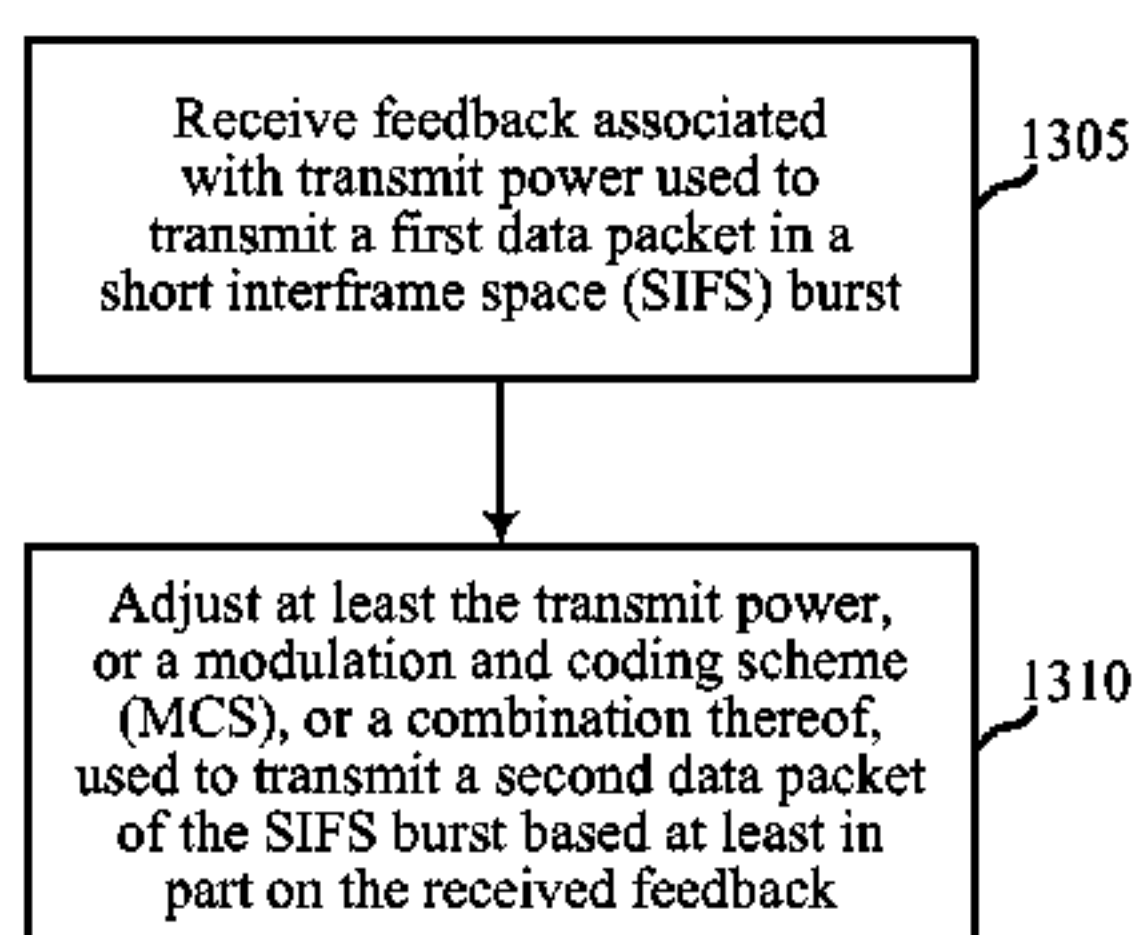 Receive feedback associated
with transmit power used to
transmit a first data packet in a
short interframe space (SIFS) burst
1305
Adjust at least the transmit power,
or a modulation and coding scheme
(MCS), or a combination thereof,
used to transmit a second data packet
of the SIFS burst based at least in
part on the received feedback
1310